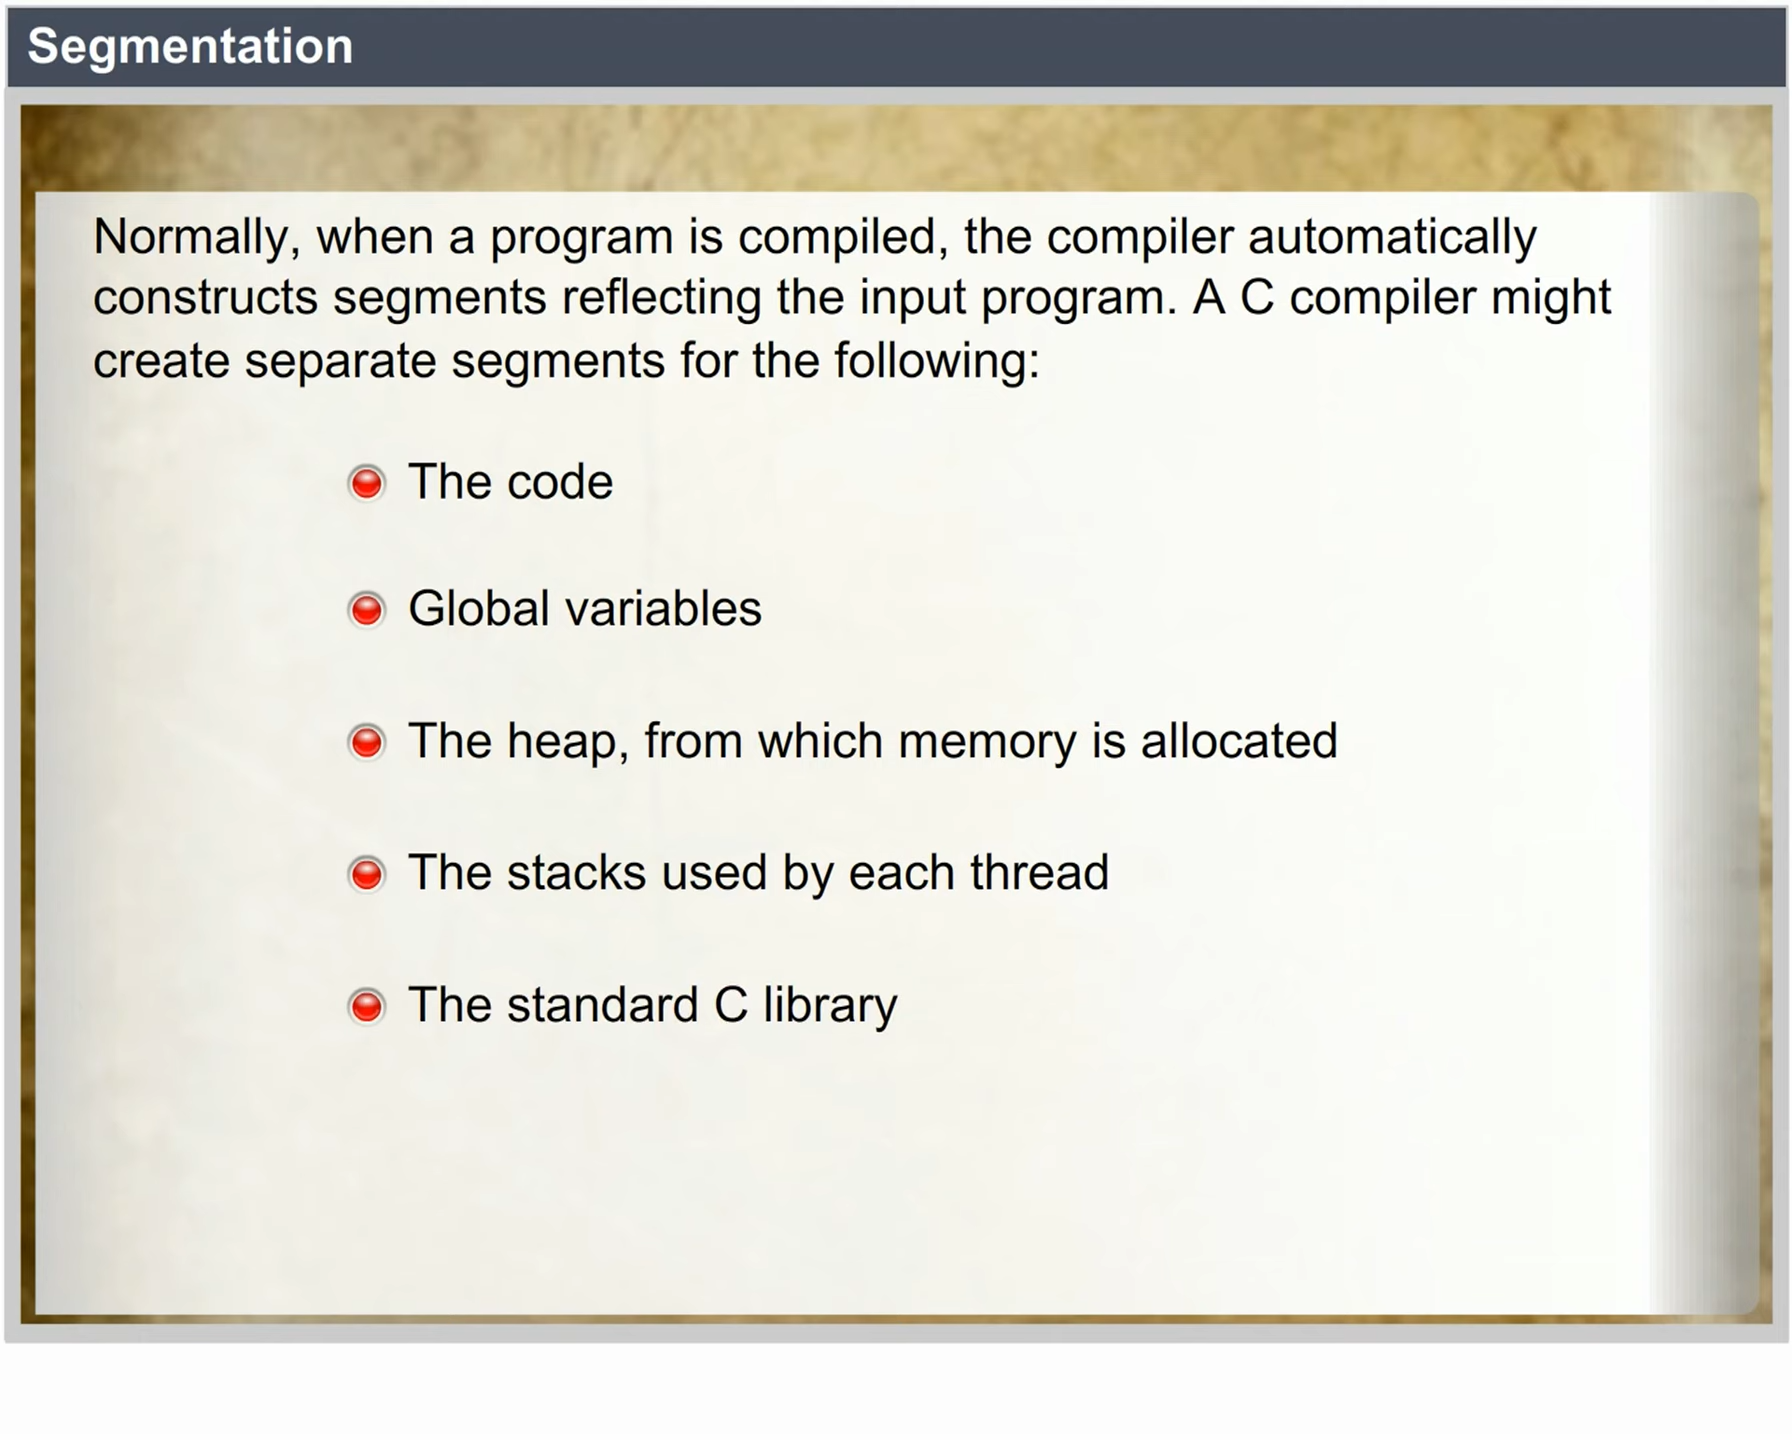 Segmentation
Normally, when a program is compiled, the compiler automatically
constructs segments reflecting the input program. A C compiler might
create separate segments for the following:
The code
Global variables
The heap, from which memory is allocated
The stacks used by each thread
The standard C library